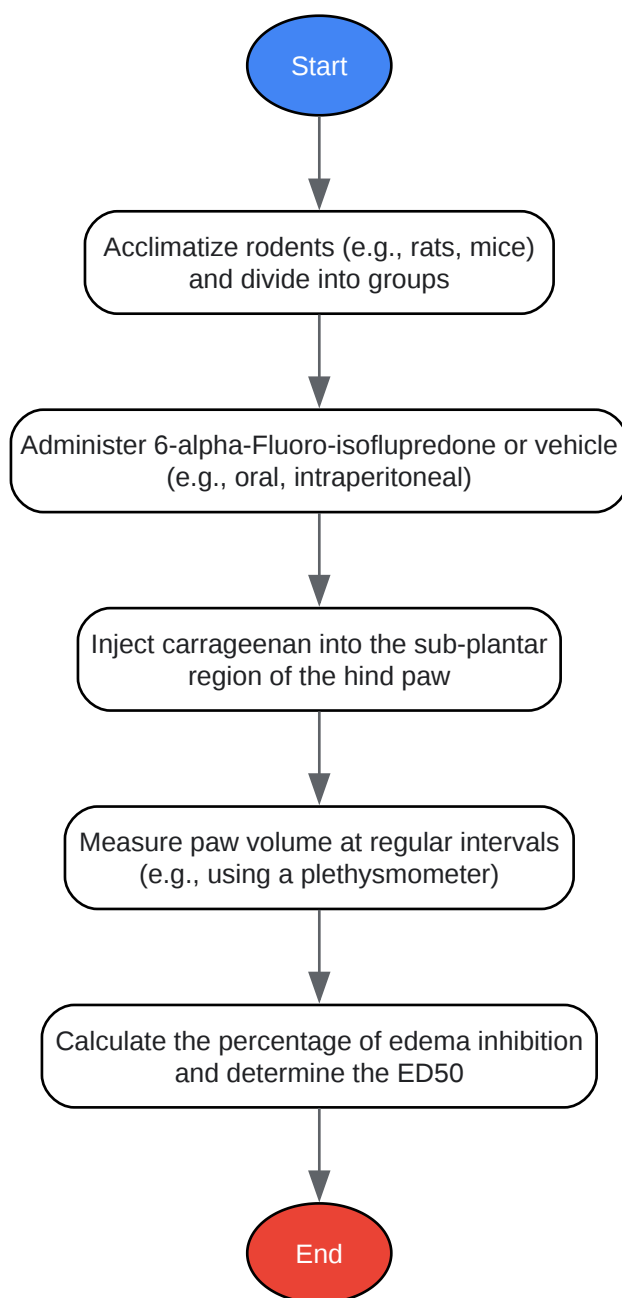 Start
Acclimatize rodents (e.g., rats, mice)
and divide into groups
Administer 6-alpha-Fluoro-isoflupredone or vehicle
(e.g., oral, intraperitoneal)
Inject carrageenan into the sub-plantar
region of the hind paw
Measure paw volume at regular intervals
(e.g., using a plethysmometer)
Calculate the percentage of edema inhibition
and determine the ED50
End